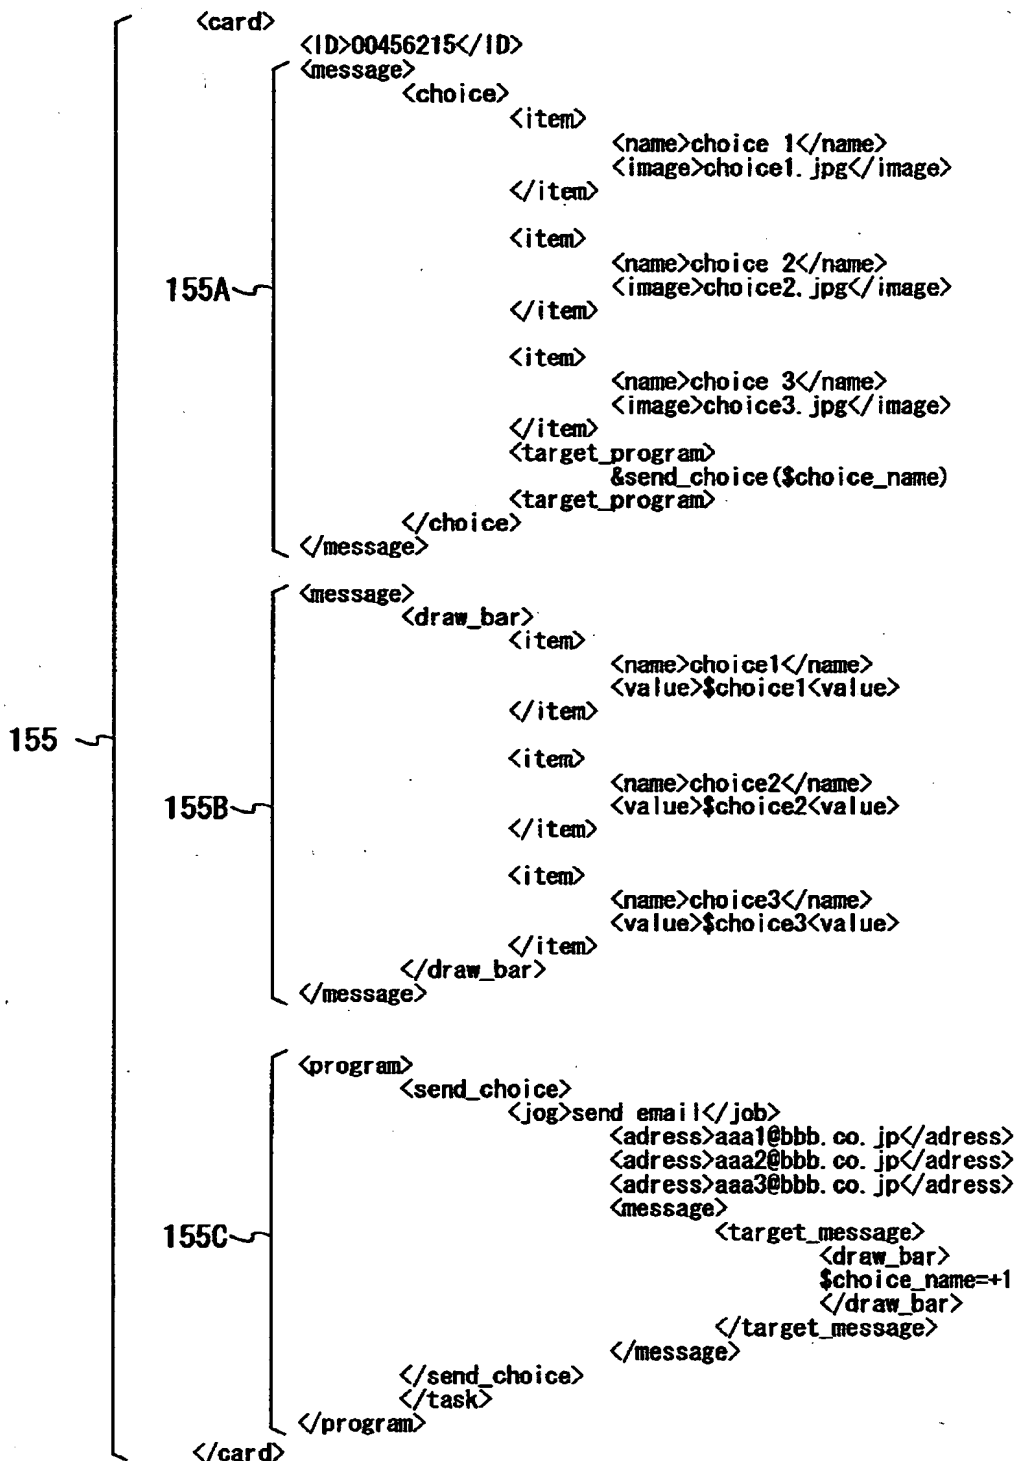 <card>
<ID>00456215</ID>
<message>
<choice>
<item>
<name>choice 1</name>
<image>choice1.jpg</image>
</item>
<item>
155A
<name>choice 2</name>
<image>choice2.jpg</image>
</item>
<item>
<name>choice 3</name>
<image>choice3.jpg</image>
</item>
<target_program>
&send_choice($choice_name)
<target_program>
</choice>
</message>
<message>
<draw_bar>
<item>
<name>choice1</name>
<value>$choice1<value>
</item>
155
<item>
<name>choice2</name>
155B
<value>$choice2<value>
</item>
<item>
<name>choice3</name>
<value>$choice3<value>
</item>
</draw_bar>
</message>
<program>
<send_choice>
<jog>send email</job>
<adress>aaa1@bbb.co.jp</adress>
<adress>aaa2@bbb.co.jp</adress>
<adress>aaa3@bbb.co.jp</adress>
<message>
155C
<target_message>
<draw_bar>
$choice_name=+1
</draw_bar>
</target_message>
</message>
</send_choice>
</task>
</program>
</card>